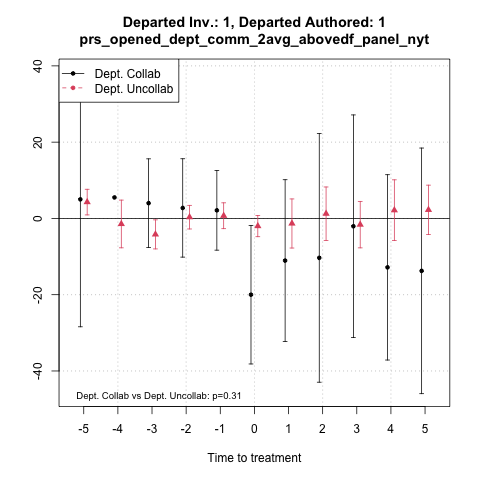 Departed Inv.: 1, Departed Authored: 1
prs_opened_dept_comm_2avg_abovedf_panel_nyt
Dept. Collab
Dept. Uncollab
40
20
0
-20
-40
Dept. Collab vs Dept. Uncollab: p=0.31
-5 -4 -3 -2 -1 0 1 2 3 4 5
Time to treatment